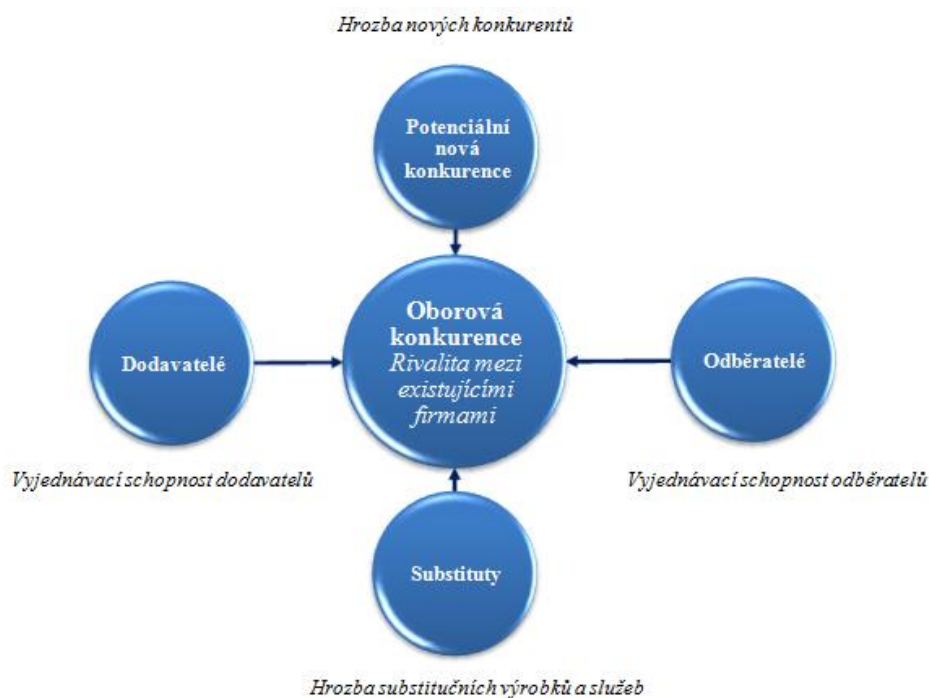 Hrozba nových konkurentů
Potenciální
nová
konkurence
Oborová
konkurence
Rivalita mezi
existujícími
firmami
Dodavatelé
Odběratelé
Vyjednávací schopnost dodavatelů
Vyjednávací schopnost odběratelů
Substituty
Hrozba substitučních výrobků a služeb